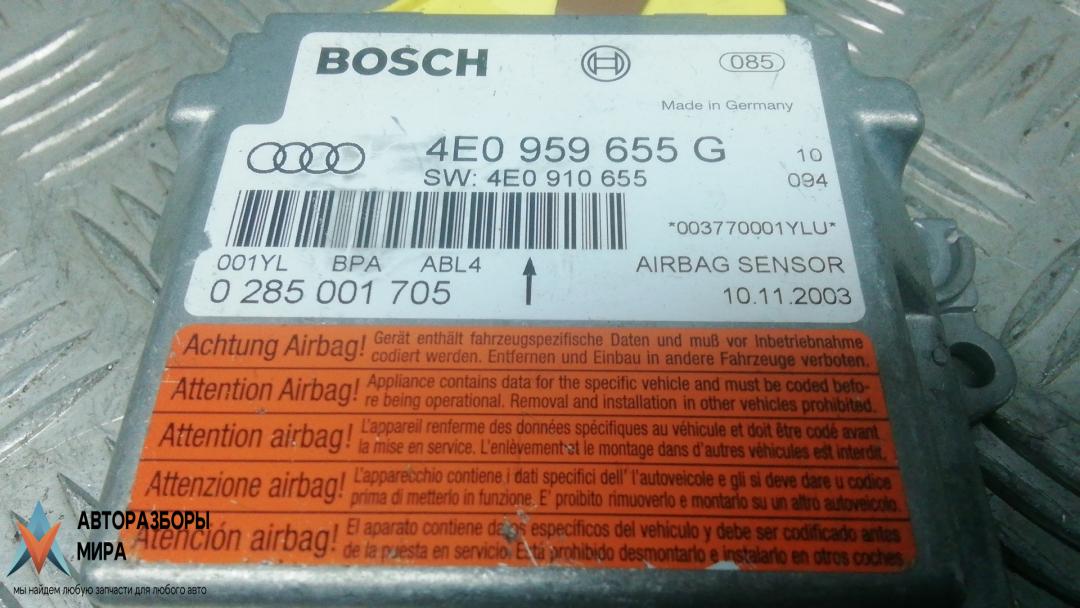 BOSCH
085
Made in Germany
4E0 959 655 G
10
SW: 4E0 910 655
094
*003770001YLU*
001YL BPA ABL4
AIRBAG SENSOR
0 285 001 705
10.11.2003
Achtung Airbag!
Gerät enthält fahrzeugspezifische Daten und muß vor Inbetriebnahme
codiert werden. Entfernen und Einbau in andere Fahrzeuge verboten.
Attention Airbag!
Appliance contains data for the specific vehicle and must be coded befo-
re being operational. Removal and installation in other vehicles prohibited.
Attention airbag!
L'appareil renferme des données spécifiques au véhicule et doit être codé avant
la mise en service. L'enlèvement et le montage dans d'autres véhicules est interdit.
Attenzione airbag!
L'apparecchio contiene i dati specifici dell' l'autoveicole e gli si deve dare u codice
prima di metterlo in funzione. E' proibito rimuoverlo e montarlo su un altro autoveicolo.
Atención airbag!
El aparato contiene datos específicos del vehículo y debe ser codificado antes
de la puesta en servicio. Está prohibido desmontarlo e instalarlo en otros coches
АВТОРАЗБОРЫ
МИРА
мы найдем любую запчасти для любого авто